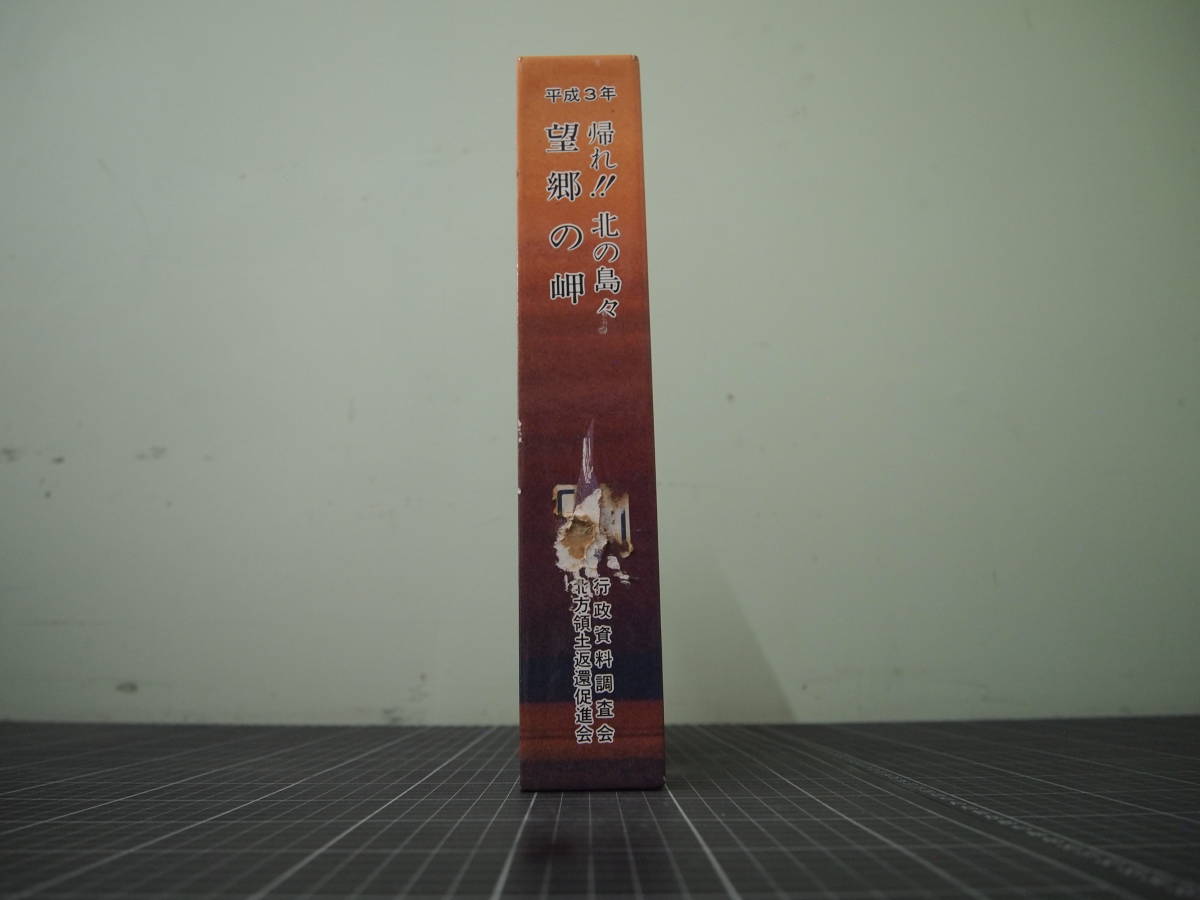 平成3年
帰れ!! 北の島々
望郷の岬
行政資料調査会
北方領土返還促進会